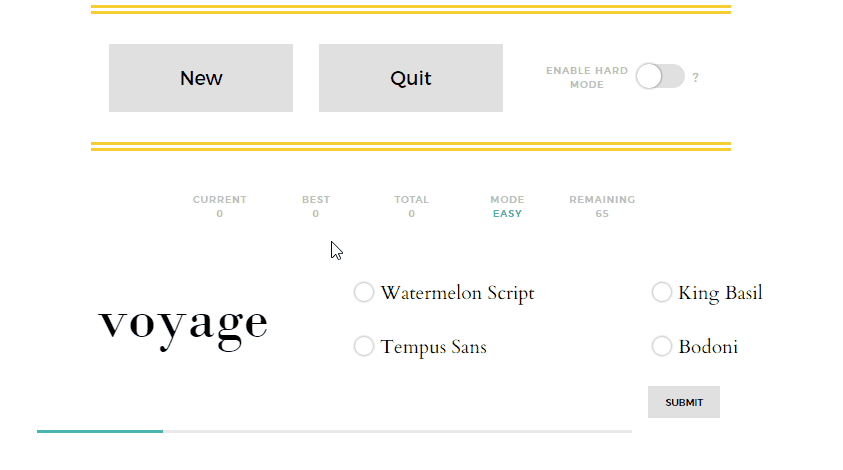 New
Quit
ENABLE HARD
MODE
?
CURRENT
0
BEST
0
TOTAL
0
MODE
EASY
REMAINING
65
voyage
Watermelon Script
King Basil
Tempus Sans
Bodoni
SUBMIT